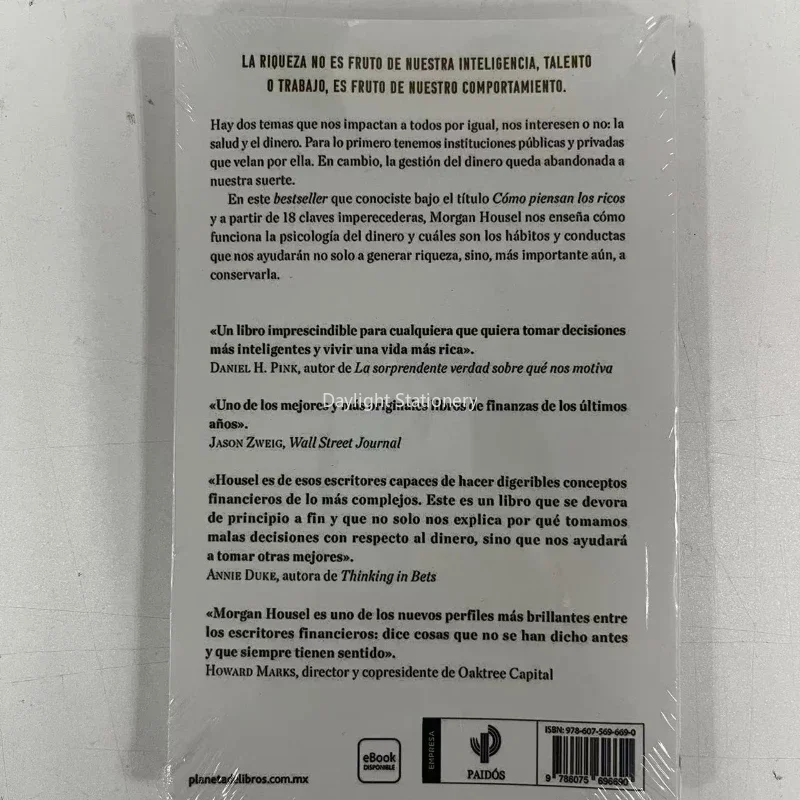 LA RIQUEZA NO ES FRUTO DE NUESTRA INTELIGENCIA, TALENTO
O TRABAJO, ES FRUTO DE NUESTRO COMPORTAMIENTO.
Hay dos temas que nos impactan a todos por igual, nos interesen o no: la
salud y el dinero. Para lo primero tenemos instituciones públicas y privadas
que velan por ella. En cambio, la gestión del dinero queda abandonada a
nuestra suerte.
En este bestseller que conociste bajo el título Cómo piensan los ricos
y a partir de 18 claves imperecederas, Morgan Housel nos enseña cómo
funciona la psicología del dinero y cuáles son los hábitos y conductas
que nos ayudarán no solo a generar riqueza, sino, más importante aún, a
conservarla.
«Un libro imprescindible para cualquiera que quiera tomar decisiones
más inteligentes y vivir una vida más rica».
DANIEL H. PINK, autor de La sorprendente verdad sobre qué nos motiva
Daylight Stationery
«Uno de los mejores y más originales libros de finanzas de los últimos
años».
JASON ZWEIG, Wall Street Journal
«Housel es de esos escritores capaces de hacer digeribles conceptos
financieros de lo más complejos. Este es un libro que se devora
de principio a fin y que no solo nos explica por qué tomamos
malas decisiones con respecto al dinero, sino que nos ayudará
a tomar otras mejores».
ANNIE DUKE, autora de Thinking in Bets
«Morgan Housel es uno de los nuevos perfiles más brillantes entre
los escritores financieros: dice cosas que no se han dicho antes
y que siempre tienen sentido».
HOWARD MARKS, director y copresidente de Oaktree Capital
planetadelibros.com.mx
eBook
DISPONIBLE
EMPRESA
PAIDÓS
ISBN: 978-607-569-669-0
9 786075 696690